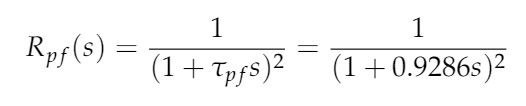 R_{pf}(s) = \frac{1}{(1 + \tau_{pf}s)^2} = \frac{1}{(1 + 0.9286s)^2}